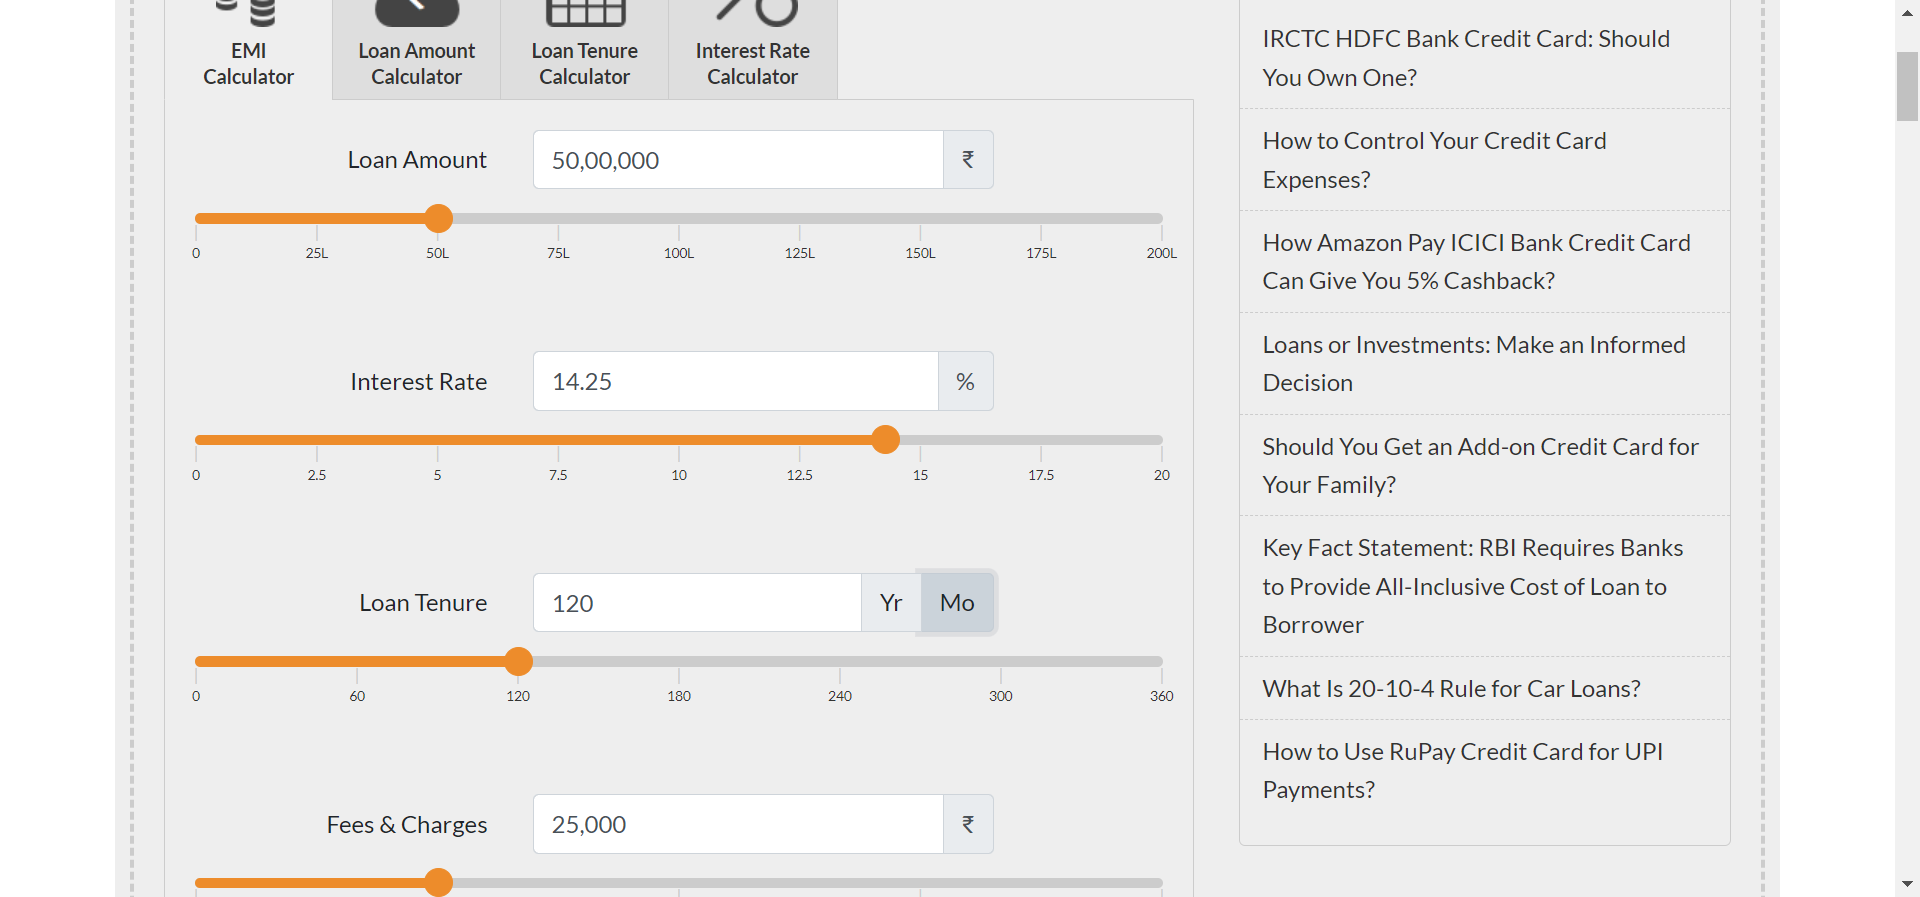 EMI
Calculator
Loan Amount
Calculator
Loan Tenure
Calculator
Interest Rate
Calculator
Loan Amount
50,00,000
₹
0 25L 50L 75L 100L 125L 150L 175L 200L
Interest Rate
14.25
%
0 2.5 5 7.5 10 12.5 15 17.5 20
Loan Tenure
120
Yr
Mo
0 60 120 180 240 300 360
Fees & Charges
25,000
₹
IRCTC HDFC Bank Credit Card: Should
You Own One?
How to Control Your Credit Card
Expenses?
How Amazon Pay ICICI Bank Credit Card
Can Give You 5% Cashback?
Loans or Investments: Make an Informed
Decision
Should You Get an Add-on Credit Card for
Your Family?
Key Fact Statement: RBI Requires Banks
to Provide All-Inclusive Cost of Loan to
Borrower
What Is 20-10-4 Rule for Car Loans?
How to Use RuPay Credit Card for UPI
Payments?